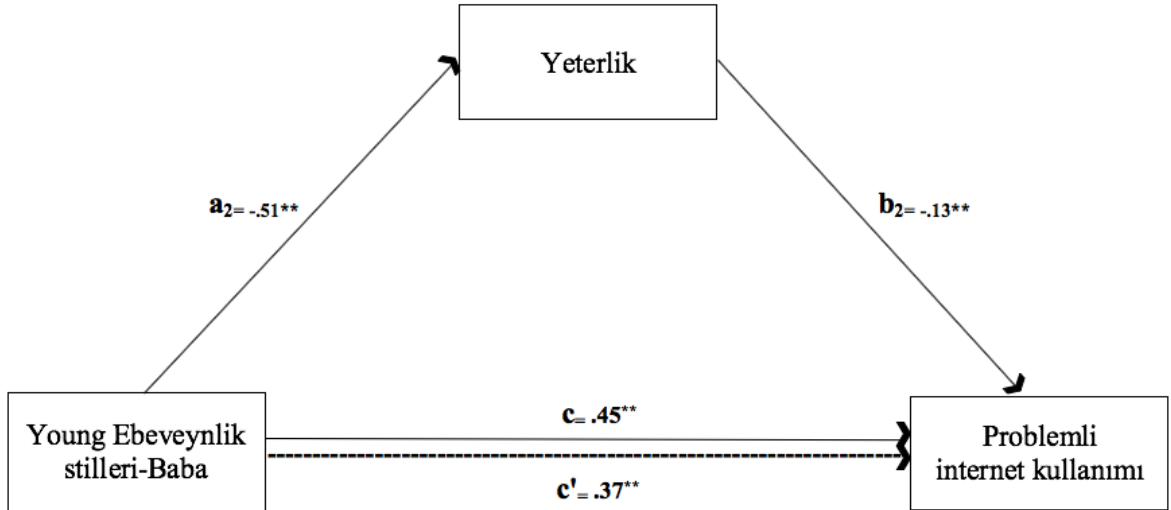 Yeterlik
a2= -.51**
b2= -.13**
Young Ebeveynlik
stilleri-Baba
c= .45**
c'= .37**
Problemli
internet kullanımı